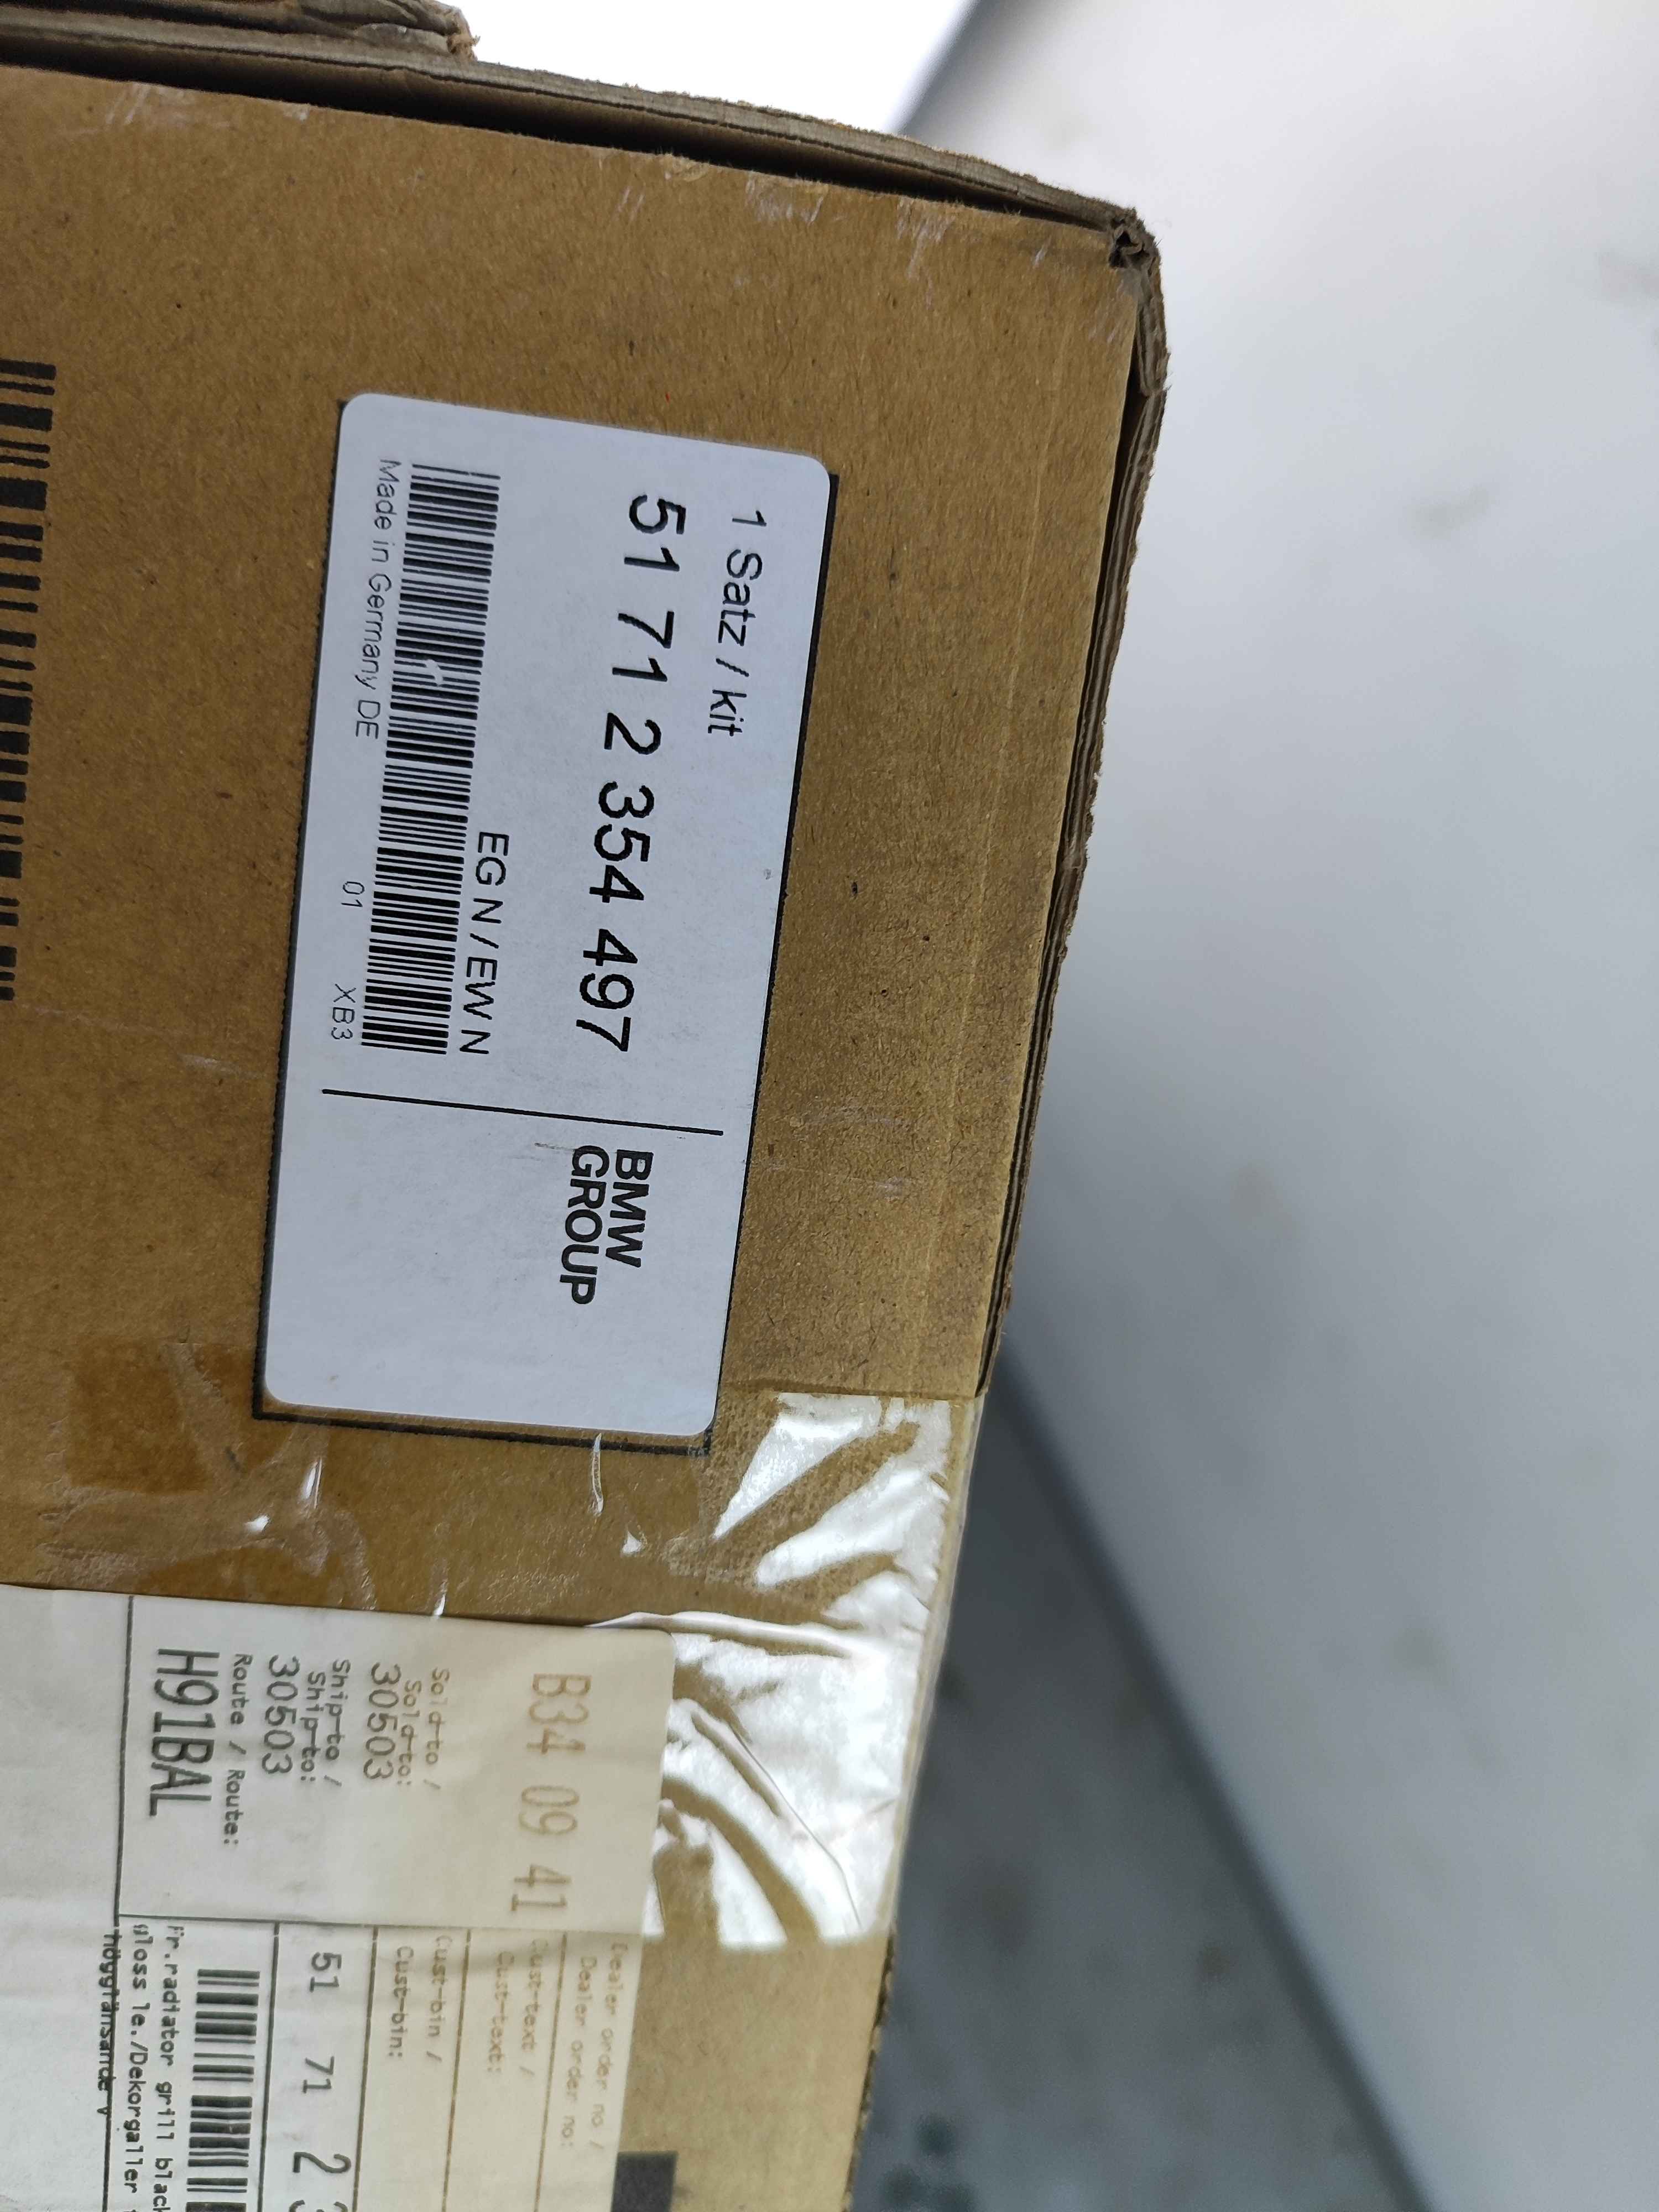 1 Satz / kit
51 71 2 354 497
EG N / EW N
Made in Germany DE
01 XB3
BMW
GROUP
B34 09 41
Sold-to /
Sold-to:
30503
Ship-to /
Ship-to:
30503
Route / Route:
H91BAL
Dealer order no /
Dealer order no:
Cust-text /
Cust-text:
Cust-bin /
Cust-bin:
51 71 2
Fr.radiator grill black
gloss le./Dekorgaller
högglänsande v